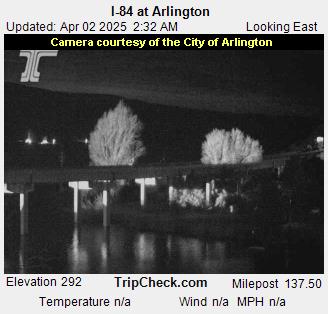 I-84 at Arlington
Updated: Apr 02 2025 2:32 AM Looking East
Camera courtesy of the City of Arlington
Elevation 292 TripCheck.com Milepost 137.50
Temperature n/a Wind n/a MPH n/a